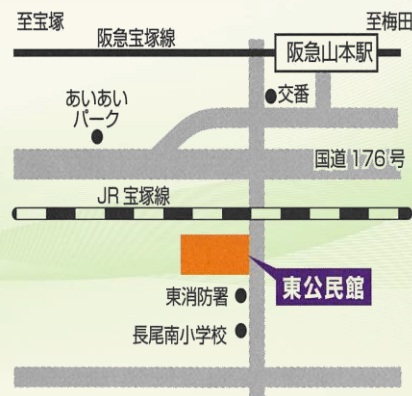 至宝塚
至梅田
阪急宝塚線
阪急山本駅
交番
あいあい
パーク
国道176号
JR宝塚線
東公民館
東消防署
長尾南小学校